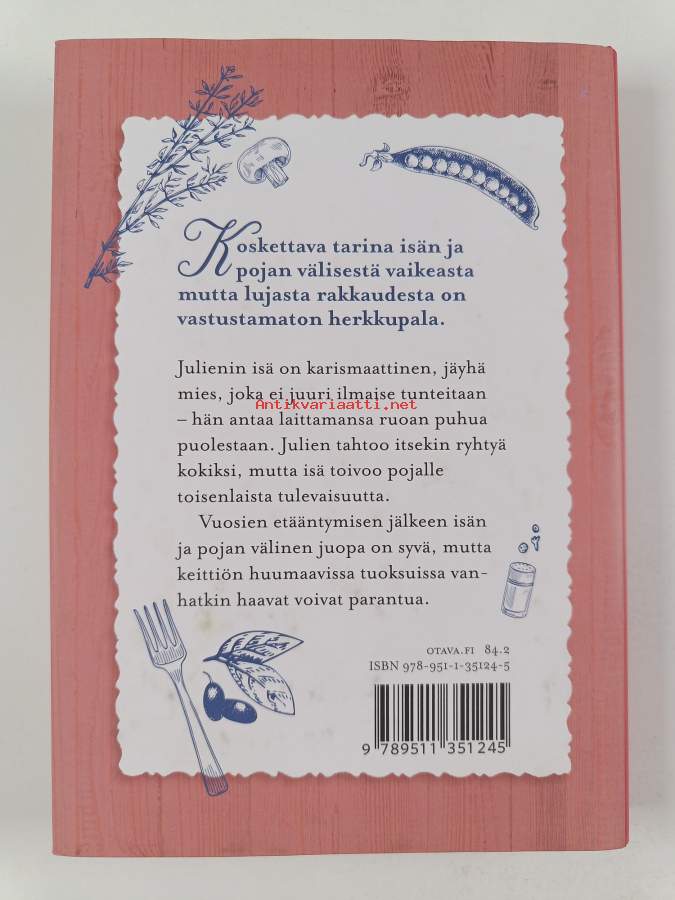 Koskettava tarina isän ja
pojan välisestä vaikeasta
mutta lujasta rakkaudesta on
vastustamaton herkkupala.
Julienin isä on karismaattinen, jäyhä
mies, joka ei juuri ilmaise tunteitaan
Antikvariaatti.net
– hän antaa laittamansa ruoan puhua
puolestaan. Julien tahtoo itsekin ryhtyä
kokiksi, mutta isä toivoo pojalle
toisenlaista tulevaisuutta.
Vuosien etääntymisen jälkeen isän
ja pojan välinen juopa on syvä, mutta
keittiön huumaavissa tuoksuissa van-
hatkin haavat voivat parantua.
OTAVA.FI 84.2
ISBN 978-951-1-35124-5
9 789511 351245